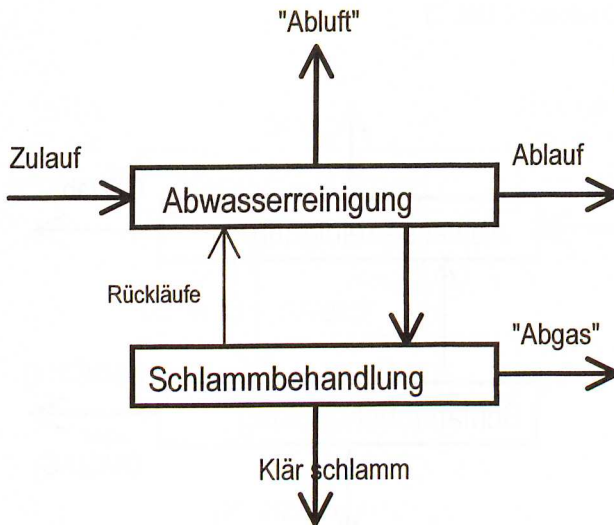 "Abluft"
Zulauf
Ablauf
Abwasserreinigung
Rückläufe
"Abgas"
Schlammbehandlung
Klär schlamm